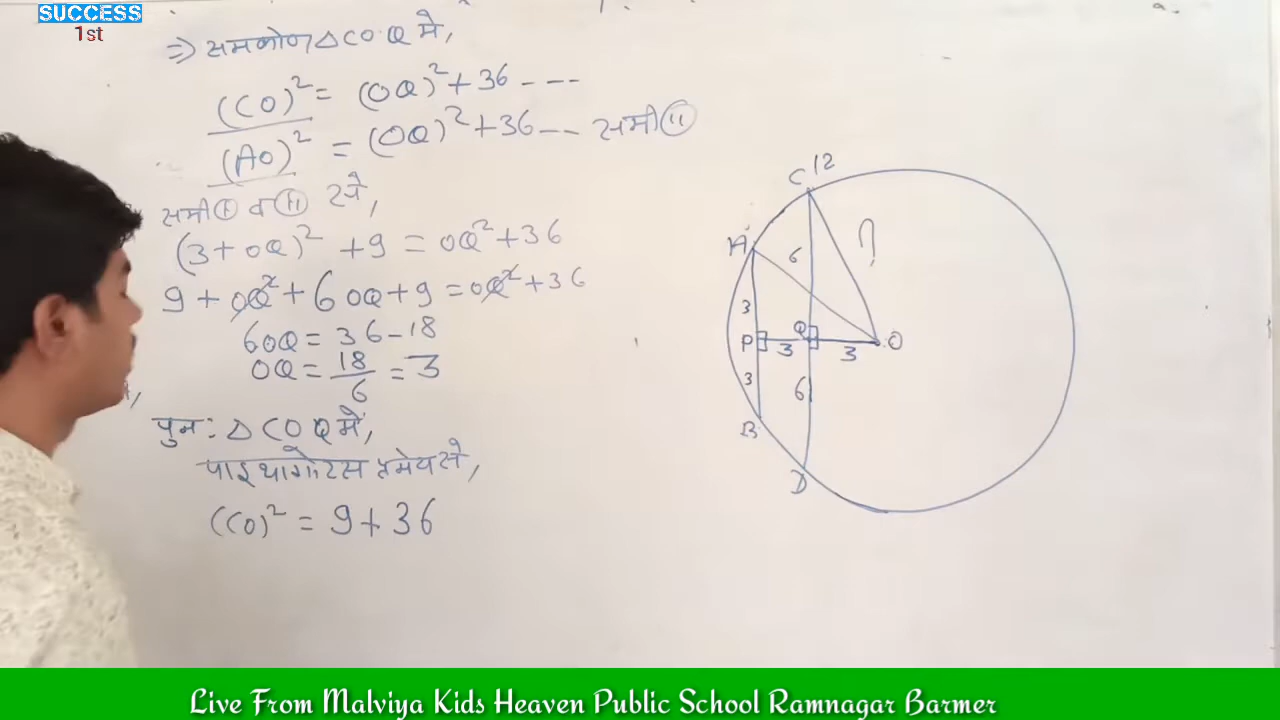 SUCCESS
1st
⇒ समकोण △COQ मे,
(CO)² = (OQ)² + 36 ---
(AO)² = (OQ)² + 36 -- समी (ii)
समी (i) व (ii) से,
(3+OQ)² + 9 = OQ² + 36
9 + OQ² + 6OQ + 9 = OQ² + 36
6OQ = 36 - 18
OQ = 18/6 = 3
पुनः △COQ में,
पाइथागोरस प्रमेय से,
(CO)² = 9 + 36
C 12
A
6
?
3
P
3
Q
3
O
3
6
B
D
Live From Malviya Kids Heaven Public School Ramnagar Barmer